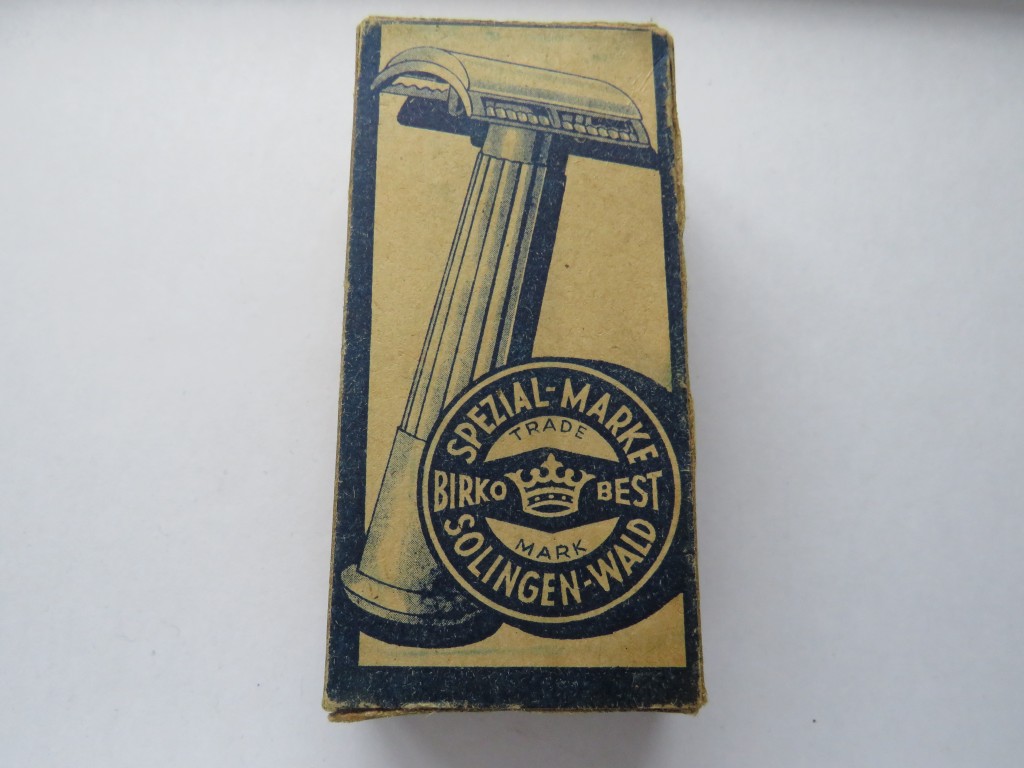 SPEZIAL-MARKE
TRADE
BIRKO BEST
MARK
SOLINGEN-WALD